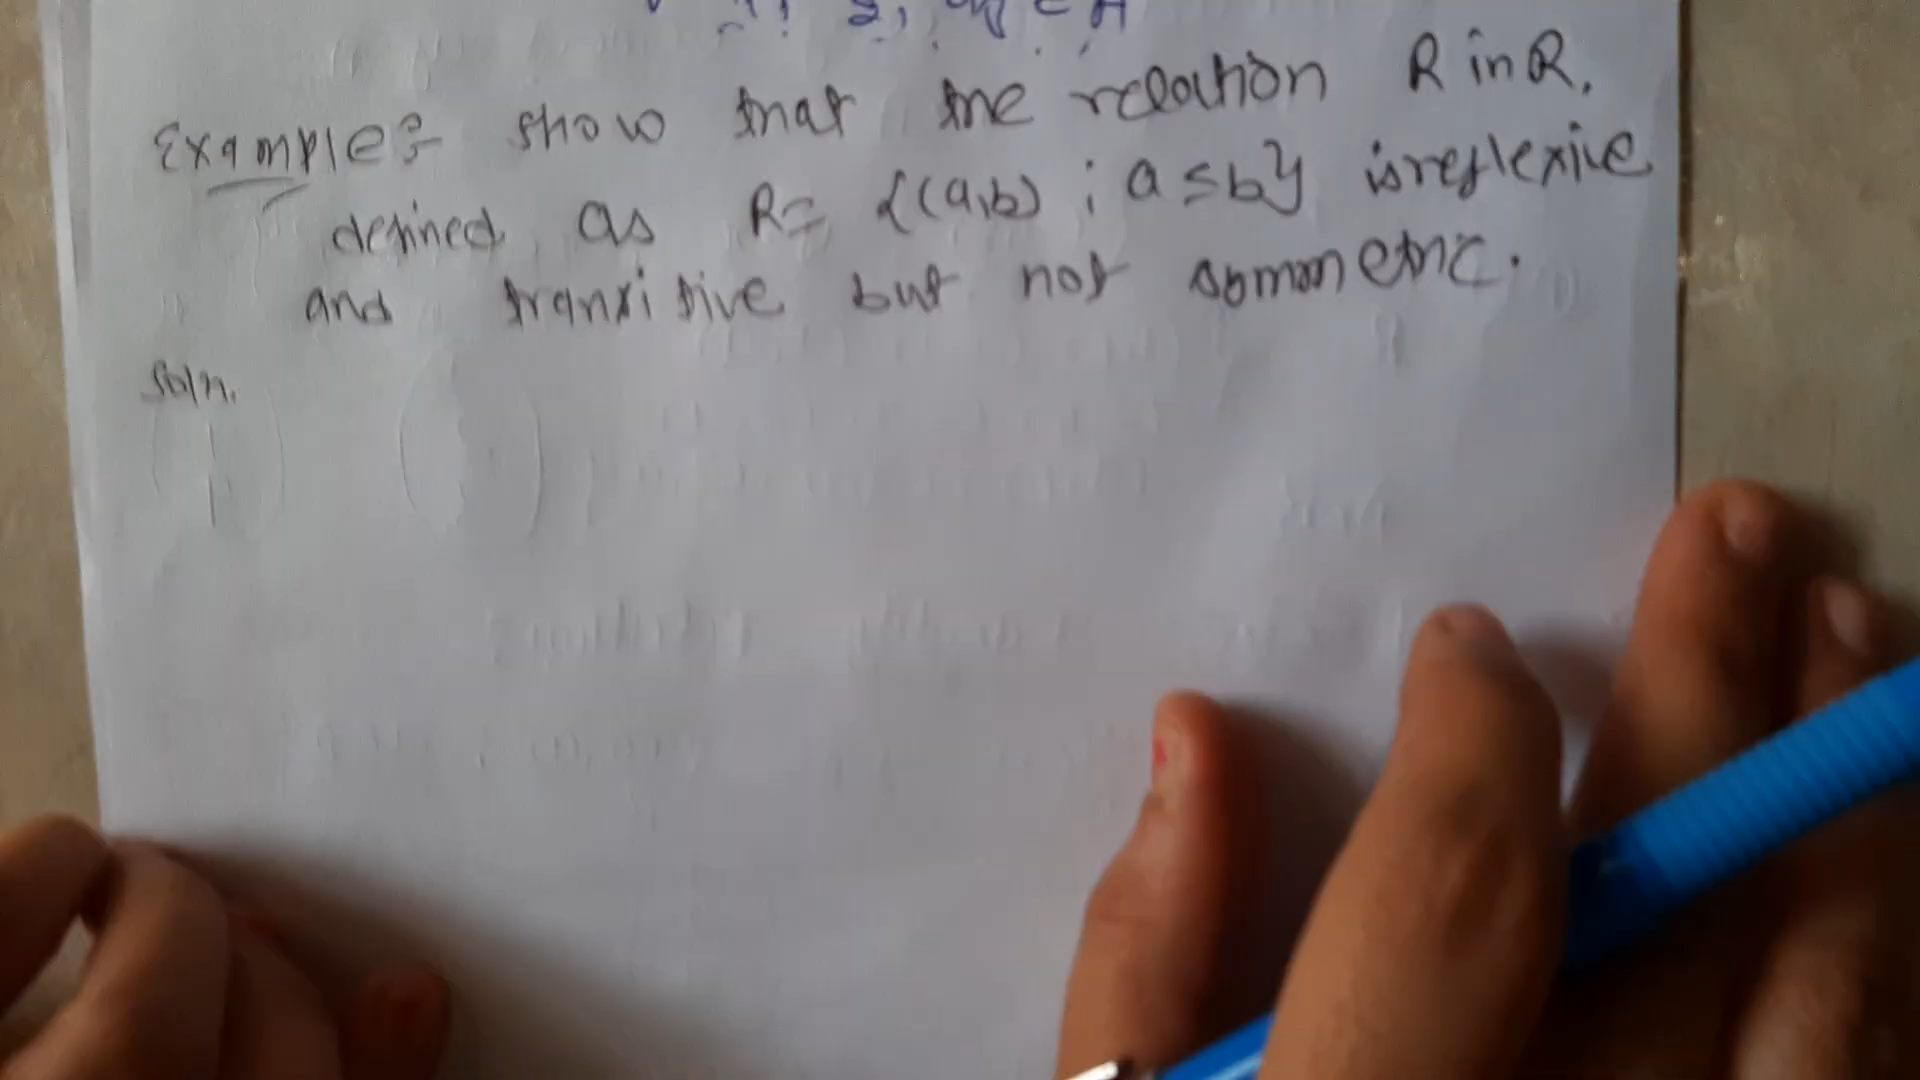 Example:- show that the relation R in R.
defined as R= {(a,b) ; a ≤ b} is reflexive
and transitive but not symmetric.
Soln.